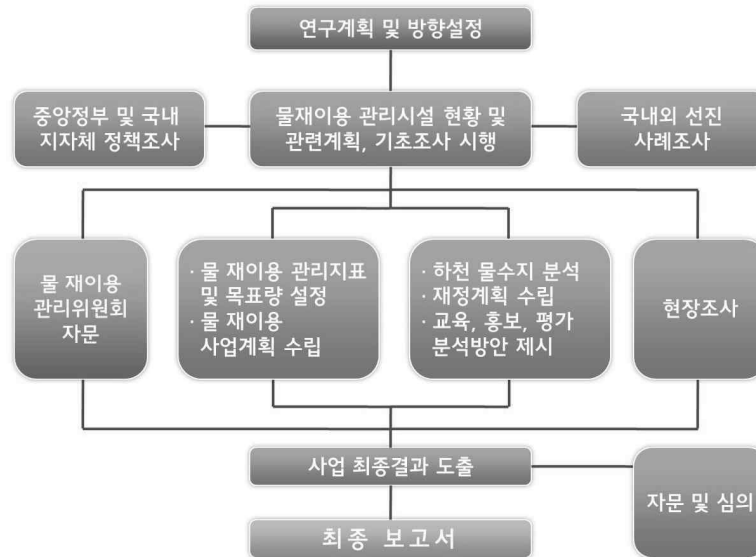 연구계획 및 방향설정
중앙정부 및 국내
지자체 정책조사
물재이용 관리시설 현황 및
관련계획, 기초조사 시행
국내외 선진
사례조사
물 재이용
관리위원회
자문
· 물 재이용 관리지표
및 목표량 설정
· 물 재이용
사업계획 수립
· 하천 물수지 분석
· 재정계획 수립
· 교육, 홍보, 평가
분석방안 제시
현장조사
사업 최종결과 도출
자문 및 심의
최종 보고서